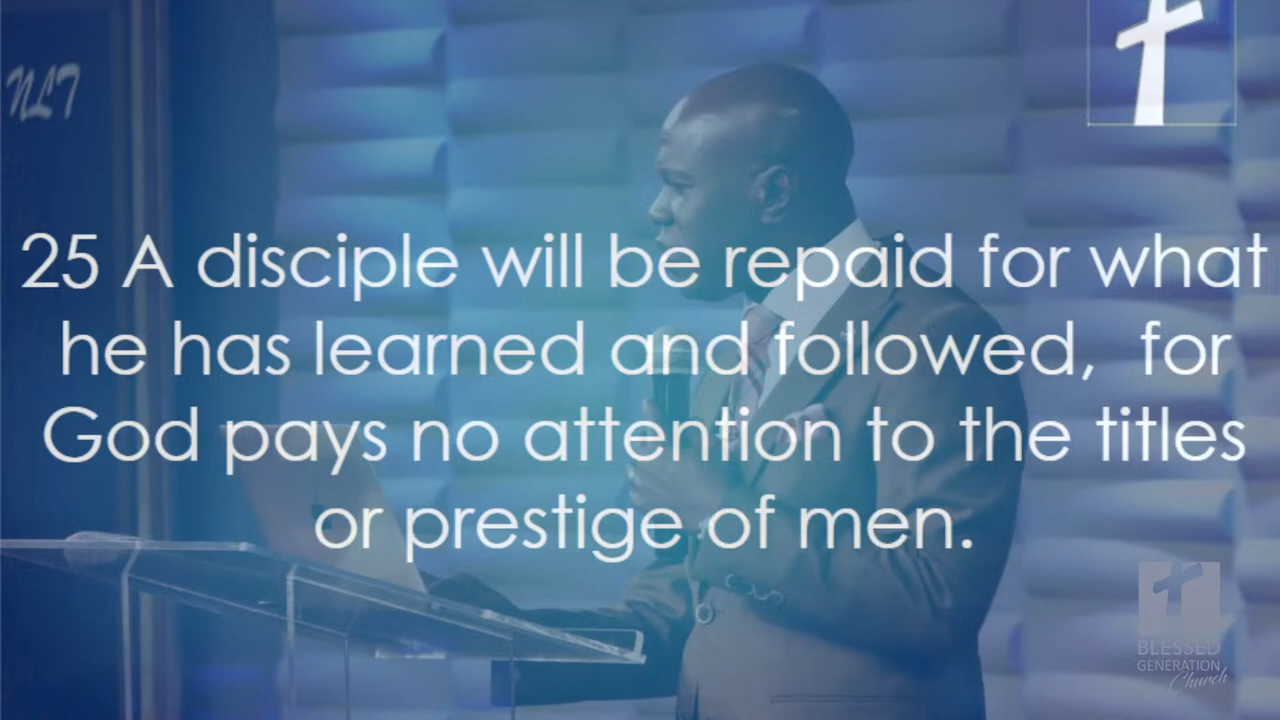 NLT
25 A disciple will be repaid for what
he has learned and followed, for
God pays no attention to the titles
or prestige of men.
BLESSED
GENERATION
Church